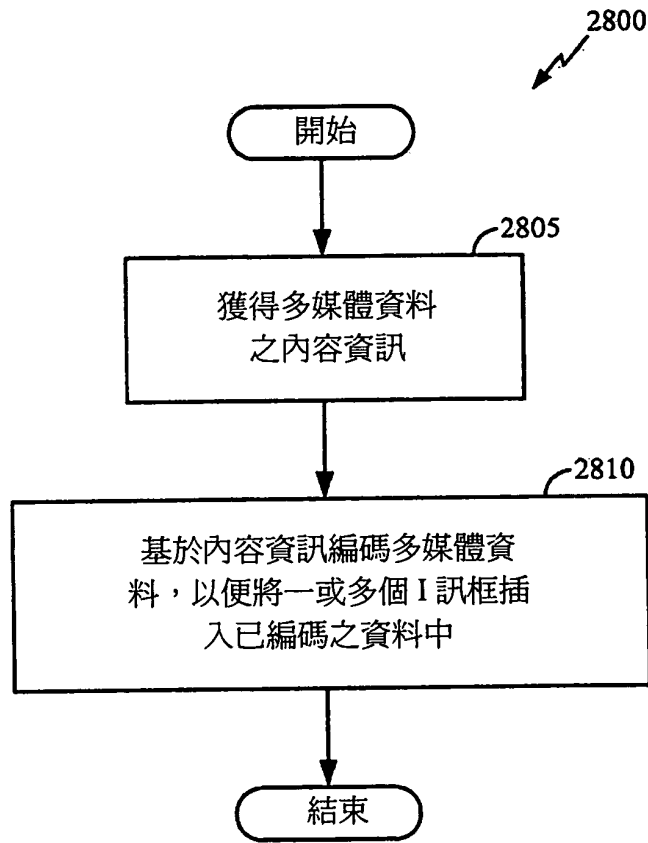 2800
開始
2805
獲得多媒體資料
之內容資訊
2810
基於內容資訊編碼多媒體資
料，以便將一或多個 I 訊框插
入已編碼之資料中
結束